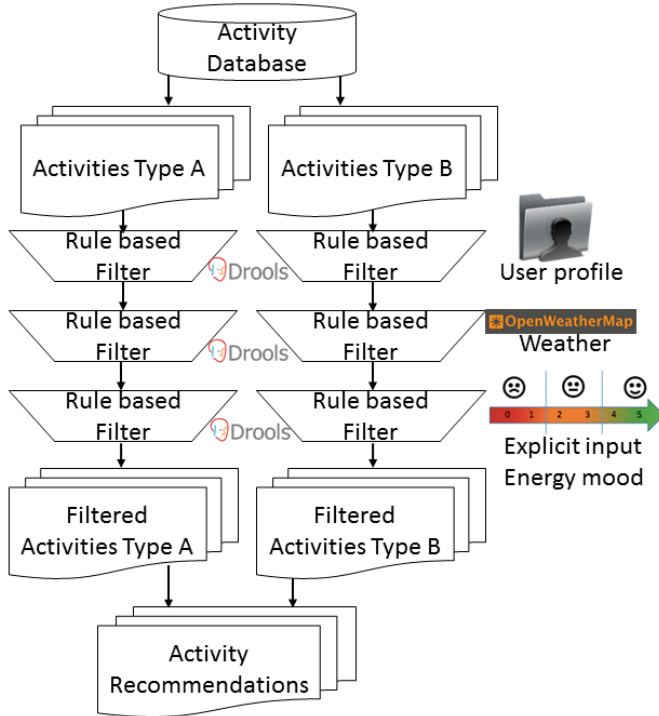 Activity
Database
Activities Type A
Activities Type B
Rule based
Filter
Drools
Rule based
Filter
User profile
Rule based
Filter
Drools
Rule based
Filter
OpenWeatherMap
Weather
Rule based
Filter
Drools
Rule based
Filter
0 1 2 3 4 5
Explicit input
Energy mood
Filtered
Activities Type A
Filtered
Activities Type B
Activity
Recommendations